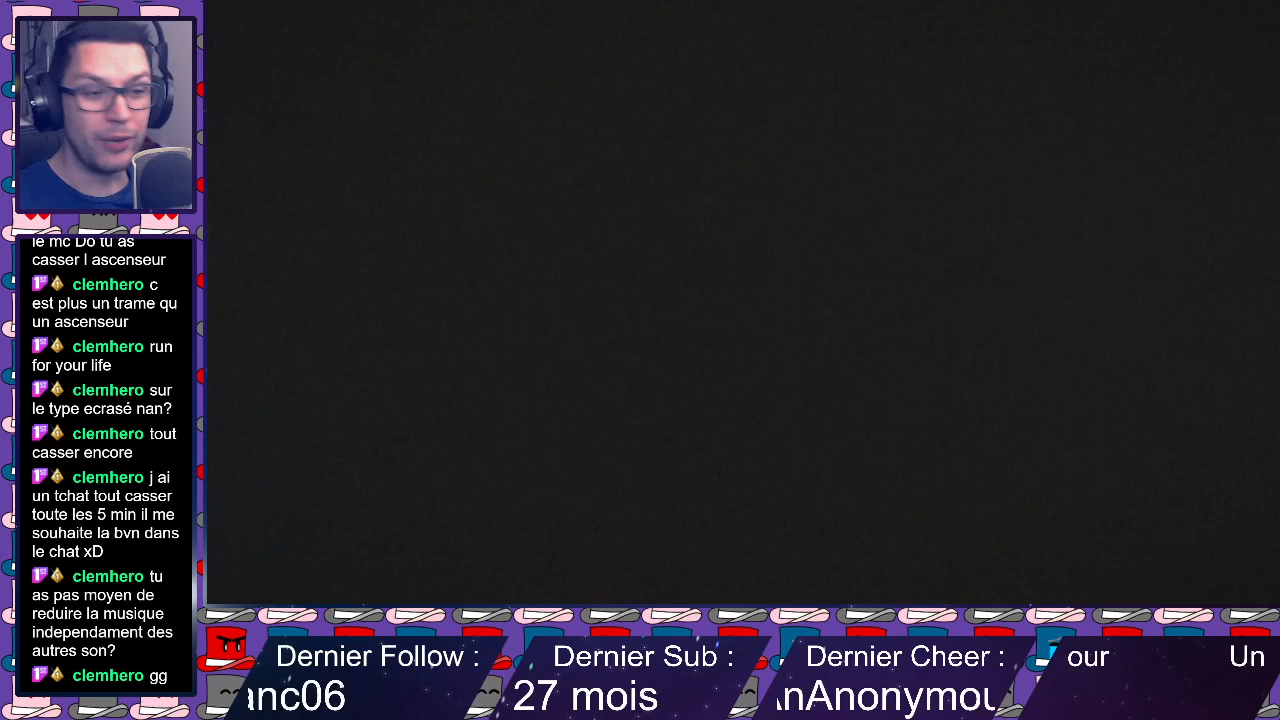 le mc Do tu as
casser l ascenseur
clemhero c
est plus un trame qu
un ascenseur
clemhero run
for your life
clemhero sur
le type ecrasé nan?
clemhero tout
casser encore
clemhero j ai
un tchat tout casser
toute les 5 min il me
souhaite la bvn dans
le chat xD
clemhero tu
as pas moyen de
reduire la musique
independament des
autres son?
clemhero gg
Dernier Follow :
anc06
Dernier Sub :
27 mois
Dernier Cheer :
nAnonymou
our Un